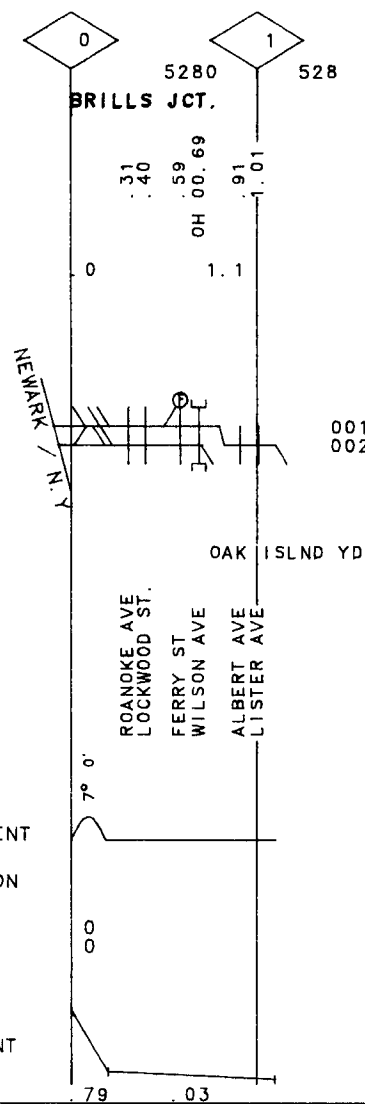 0 1
5280 528
BRILLS JCT.
.31
.40
.59
OH 00.69
.91
1.01
.0 1.1
NEWARK / N.Y
F
001
002
OAK ISLND YD
ROANOKE AVE
LOCKWOOD ST.
FERRY ST
WILSON AVE
ALBERT AVE
LISTER AVE
7° 0'
ENT
ON
00
NT
.79 .03